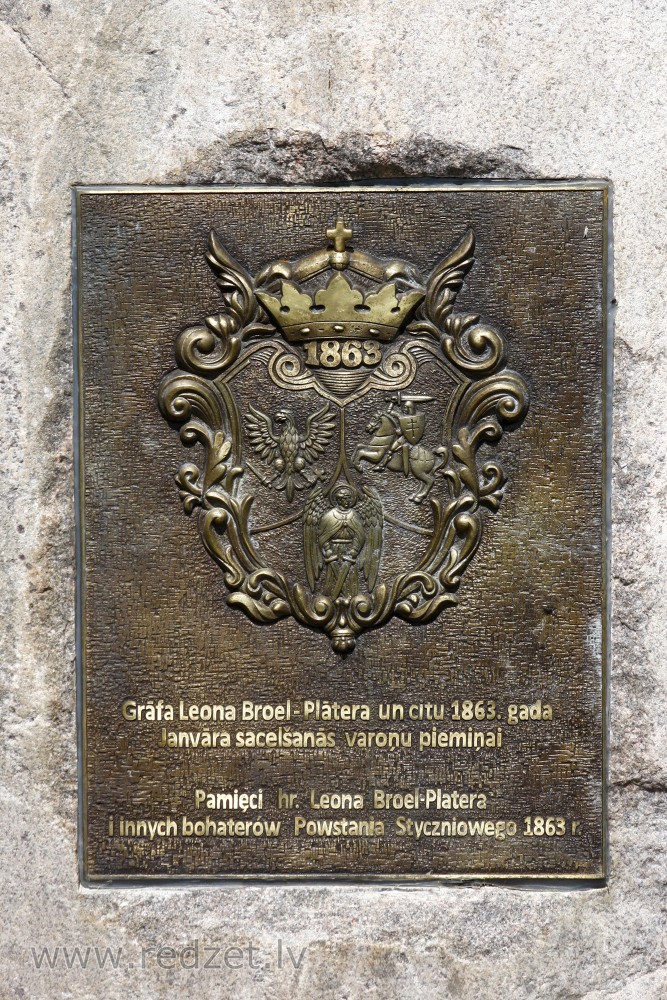 1863
Grāfa Leona Broel-Plātera un citu 1863. gada
Janvāra sacelšanās varoņu piemiņai
Pamięci hr. Leona Broel-Platera
i innych bohaterów Powstania Styczniowego 1863 r.
www.redzet.lv